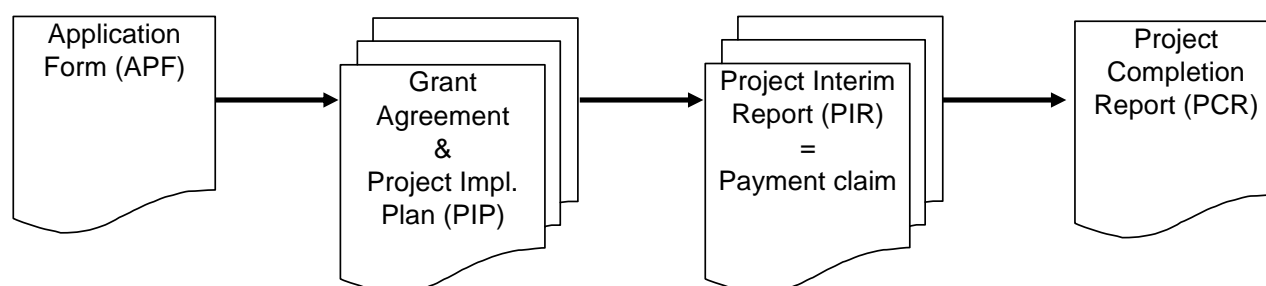 Application
Form (APF)
Grant
Agreement
&
Project Impl.
Plan (PIP)
Project Interim
Report (PIR)
=
Payment claim
Project
Completion
Report (PCR)